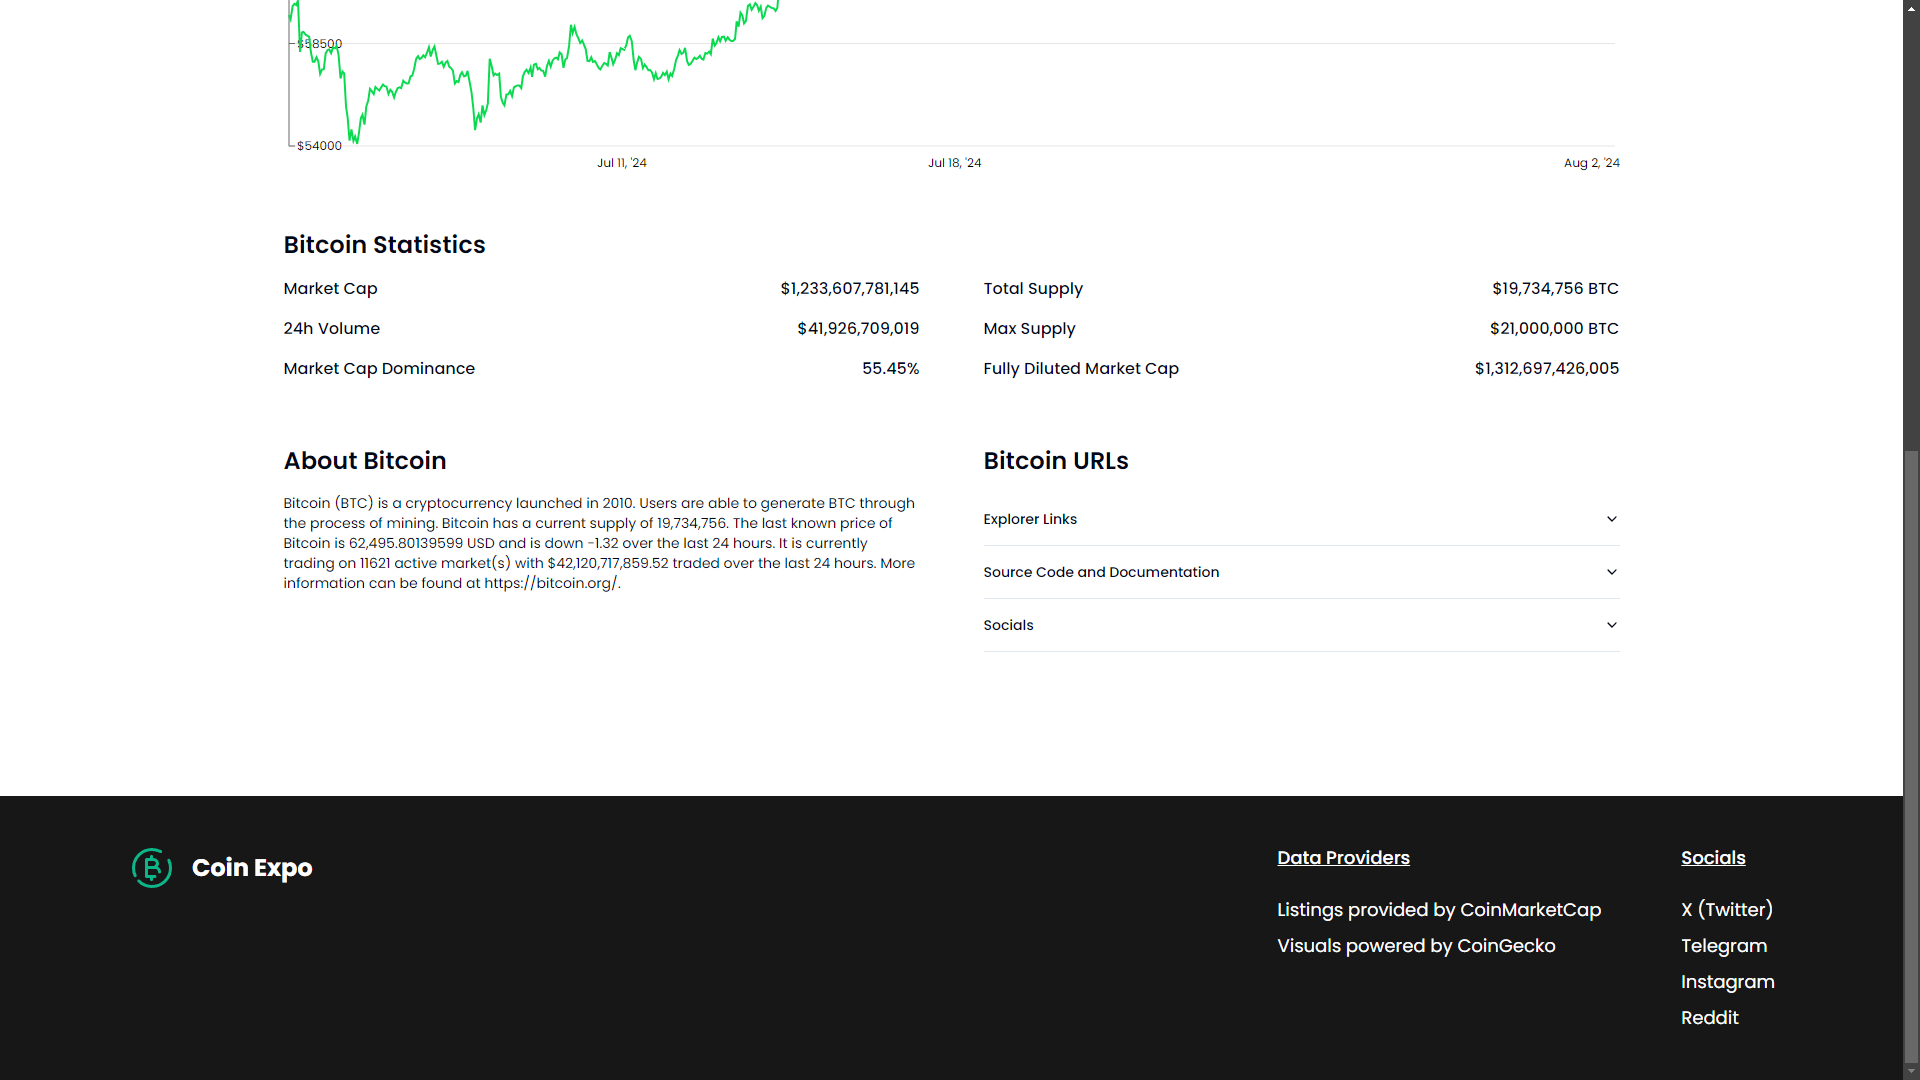 $58500
$54000
Jul 11, '24
Jul 18, '24
Aug 2, '24
Bitcoin Statistics
Market Cap $1,233,607,781,145
24h Volume $41,926,709,019
Market Cap Dominance 55.45%
Total Supply $19,734,756 BTC
Max Supply $21,000,000 BTC
Fully Diluted Market Cap $1,312,697,426,005
About Bitcoin
Bitcoin (BTC) is a cryptocurrency launched in 2010. Users are able to generate BTC through
the process of mining. Bitcoin has a current supply of 19,734,756. The last known price of
Bitcoin is 62,495.80139599 USD and is down -1.32 over the last 24 hours. It is currently
trading on 11621 active market(s) with $42,120,717,859.52 traded over the last 24 hours. More
information can be found at https://bitcoin.org/.
Bitcoin URLs
Explorer Links
Source Code and Documentation
Socials
Coin Expo
Data Providers
Listings provided by CoinMarketCap
Visuals powered by CoinGecko
Socials
X (Twitter)
Telegram
Instagram
Reddit